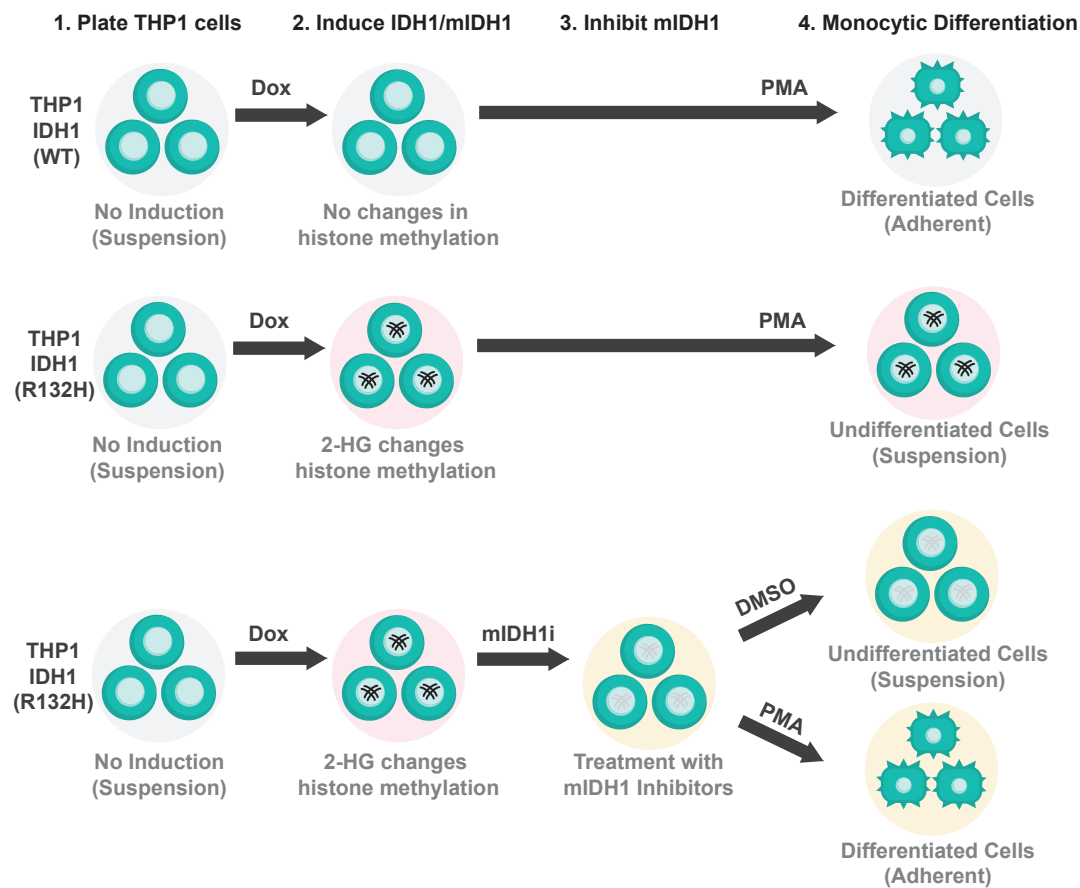 1. Plate THP1 cells
2. Induce IDH1/mIDH1
3. Inhibit mIDH1
4. Monocytic Differentiation
THP1
IDH1
(WT)
Dox
PMA
No Induction
(Suspension)
No changes in
histone methylation
Differentiated Cells
(Adherent)
THP1
IDH1
(R132H)
Dox
PMA
No Induction
(Suspension)
2-HG changes
histone methylation
Undifferentiated Cells
(Suspension)
THP1
IDH1
(R132H)
Dox
mIDH1i
DMSO
Undifferentiated Cells
(Suspension)
PMA
No Induction
(Suspension)
2-HG changes
histone methylation
Treatment with
mIDH1 Inhibitors
Differentiated Cells
(Adherent)